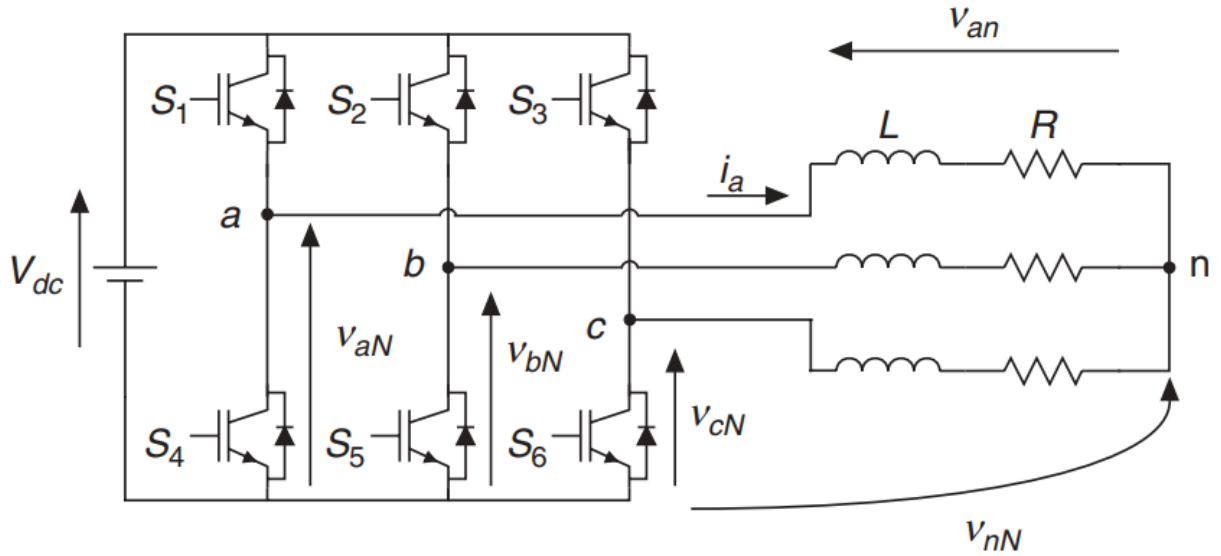 v_an
S_1
S_2
S_3
L
R
i_a
a
V_dc
b
n
c
v_aN
v_bN
v_cN
S_4
S_5
S_6
v_nN